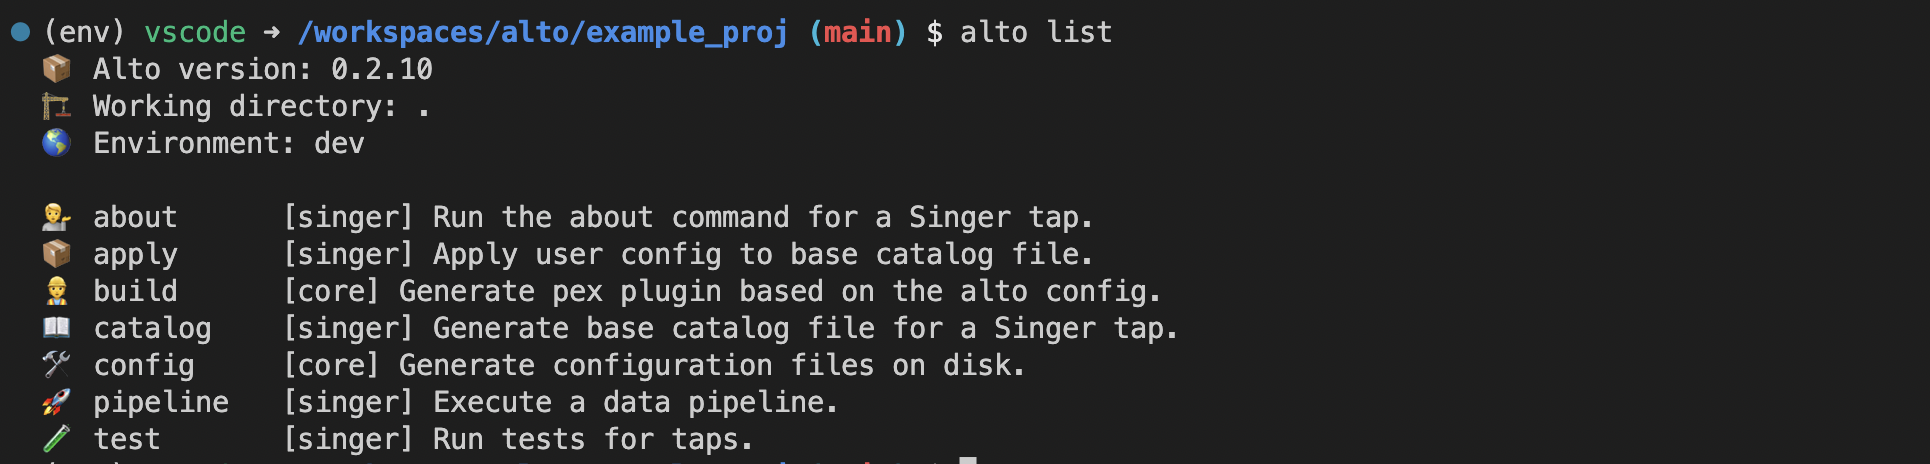 (env) vscode ➜ /workspaces/alto/example_proj (main) $ alto list
Alto version: 0.2.10
Working directory: .
Environment: dev
about [singer] Run the about command for a Singer tap.
apply [singer] Apply user config to base catalog file.
build [core] Generate pex plugin based on the alto config.
catalog [singer] Generate base catalog file for a Singer tap.
config [core] Generate configuration files on disk.
pipeline [singer] Execute a data pipeline.
test [singer] Run tests for taps.